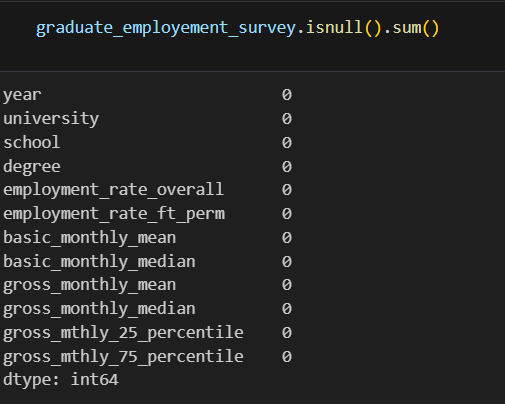 graduate_employement_survey.isnull().sum()
year 0
university 0
school 0
degree 0
employment_rate_overall 0
employment_rate_ft_perm 0
basic_monthly_mean 0
basic_monthly_median 0
gross_monthly_mean 0
gross_monthly_median 0
gross_mthly_25_percentile 0
gross_mthly_75_percentile 0
dtype: int64